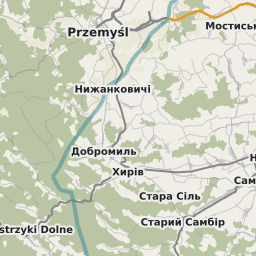 Przemyśl
Мостиськ
Нижанковичі
Добромиль
Хирів
Н
Сам
Стара Сіль
Старий Самбір
strzyki Dolne